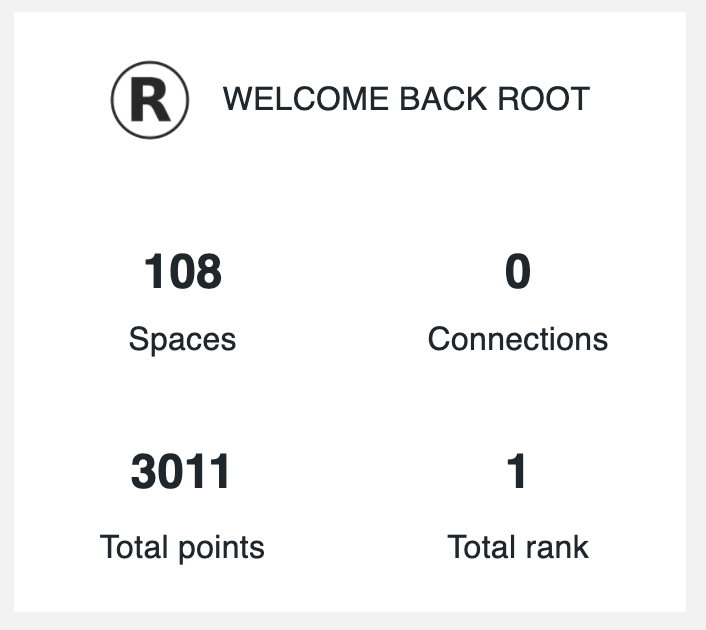 R WELCOME BACK ROOT
108 0
Spaces Connections
3011 1
Total points Total rank